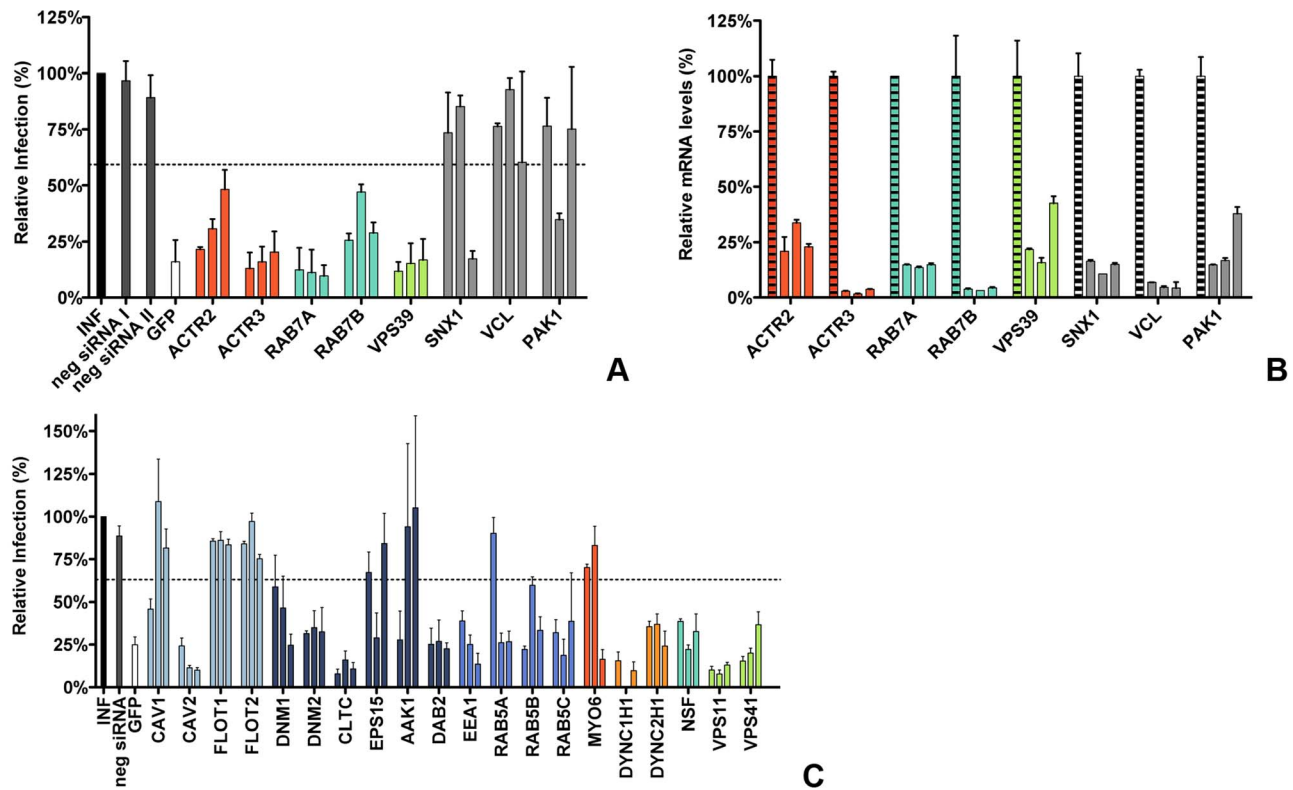 Relative Infection (%)
125%
100%
75%
50%
25%
0%
INF
neg siRNA I
neg siRNA II
GFP
ACTR2
ACTR3
RAB7A
RAB7B
VPS39
SNX1
VCL
PAK1
A
Relative mRNA levels (%)
125%
100%
75%
50%
25%
0%
ACTR2
ACTR3
RAB7A
RAB7B
VPS39
SNX1
VCL
PAK1
B
Relative Infection (%)
150%
125%
100%
75%
50%
25%
0%
INF
neg siRNA
GFP
CAV1
CAV2
FLOT1
FLOT2
DNM1
DNM2
CLTC
EPS15
AAK1
DAB2
EEA1
RAB5A
RAB5B
RAB5C
MYO6
DYNC1H1
DYNC2H1
NSF
VPS11
VPS41
C